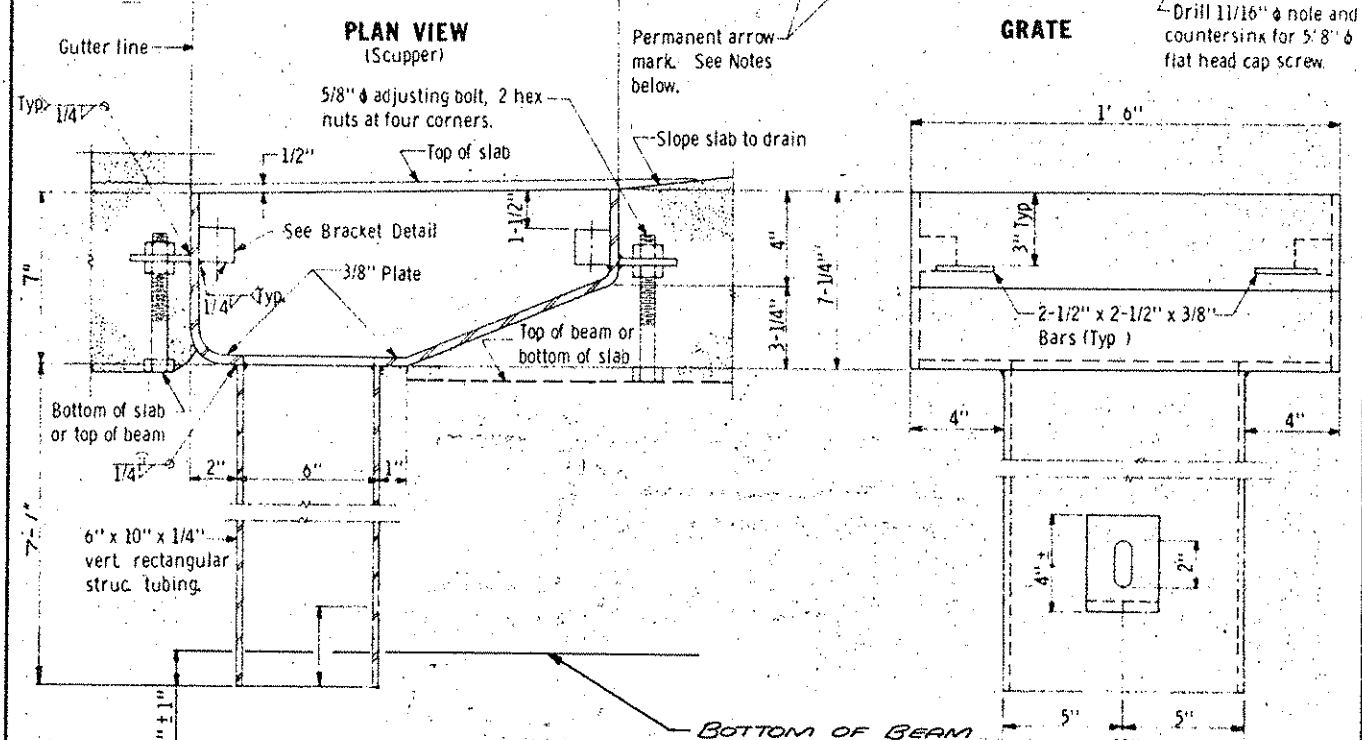 PLAN VIEW
(Scupper)
Gutter line
Permanent arrow
mark. See Notes
below.
GRATE
Drill 11/16" ϕ hole and
countersink for 5/8" ϕ
flat head cap screw.
Typ
1/4
5/8" ϕ adjusting bolt, 2 hex
nuts at four corners.
1/2"
Top of slab
Slope slab to drain
1' 6"
7"
See Bracket Detail
3/8" Plate
1/4
Typ.
1-1/2"
4"
3-1/4"
7-1/4"
3" Typ
2-1/2" x 2-1/2" x 3/8"
Bars (Typ )
Top of beam or
bottom of slab
Bottom of slab
or top of beam
1/4
2"
6"
1"
4"
4"
7'-1"
6" x 10" x 1/4"
vert. rectangular
struc. tubing.
4" ±
2"
" ± 1"
BOTTOM OF BEAM
5"
5"